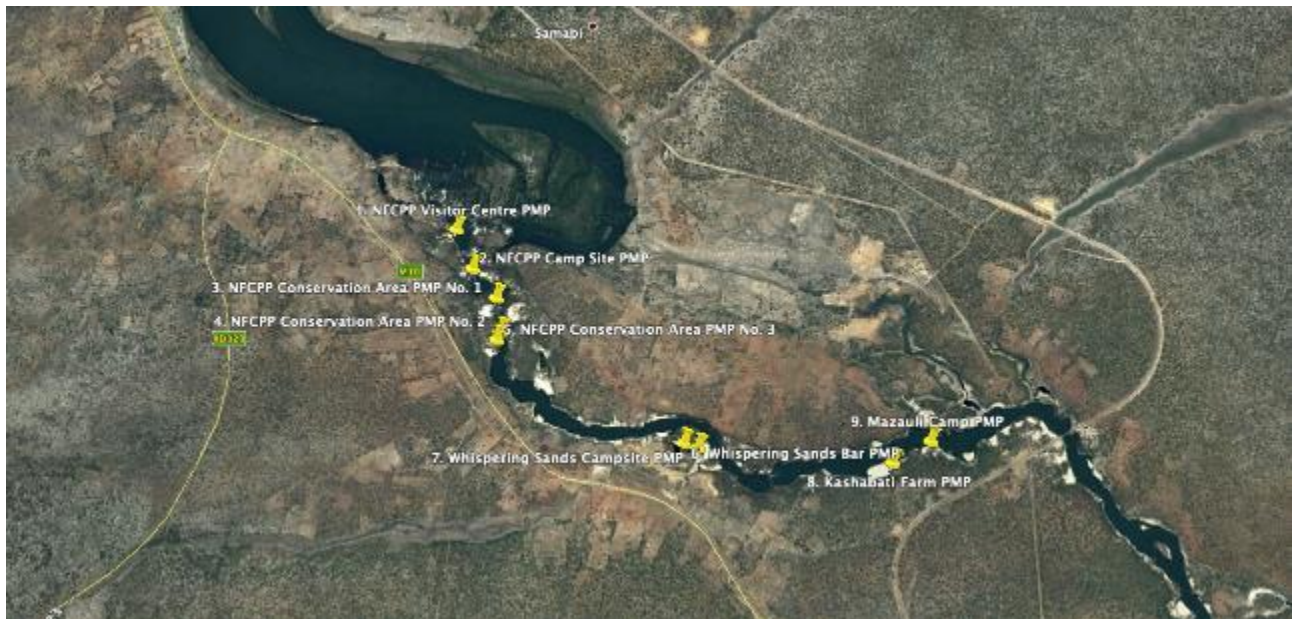 Samabi
1. NFCPP Visitor Centre PMP
2. NFCPP Camp Site PMP
3. NFCPP Conservation Area PMP No. 1
4. NFCPP Conservation Area PMP No. 2
5. NFCPP Conservation Area PMP No. 3
9. Mazauli Camp PMP
7. Whispering Sands Campsite PMP
6. Whispering Sands Bar PMP
8. Kashabati Farm PMP